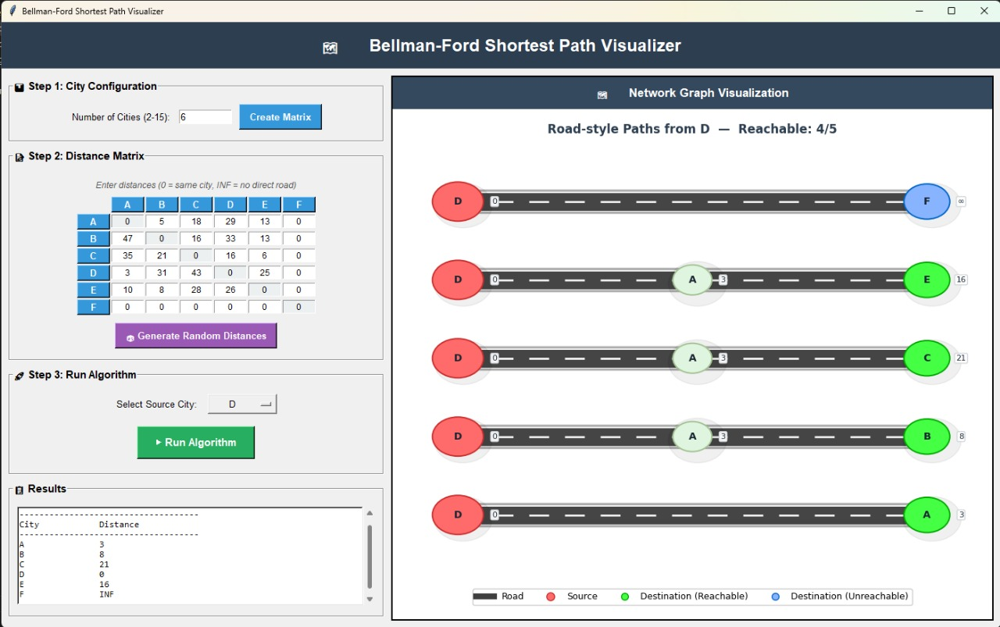 Bellman-Ford Shortest Path Visualizer
Bellman-Ford Shortest Path Visualizer
Step 1: City Configuration
Number of Cities (2-15): 6 Create Matrix
Step 2: Distance Matrix
Enter distances (0 = same city, INF = no direct road)
A B C D E F
A 0 5 18 29 13 0
B 47 0 16 33 13 0
C 35 21 0 16 6 0
D 3 31 43 0 25 0
E 10 8 28 26 0 0
F 0 0 0 0 0 0
Generate Random Distances
Step 3: Run Algorithm
Select Source City: D
Run Algorithm
Results
----------------------------------
City Distance
----------------------------------
A 3
B 8
C 21
D 0
E 16
F INF
Network Graph Visualization
Road-style Paths from D — Reachable: 4/5
D 0 F ∞
D 0 A 3 E 16
D 0 A 3 C 21
D 0 A 3 B 8
D 0 A 3
Road Source Destination (Reachable) Destination (Unreachable)